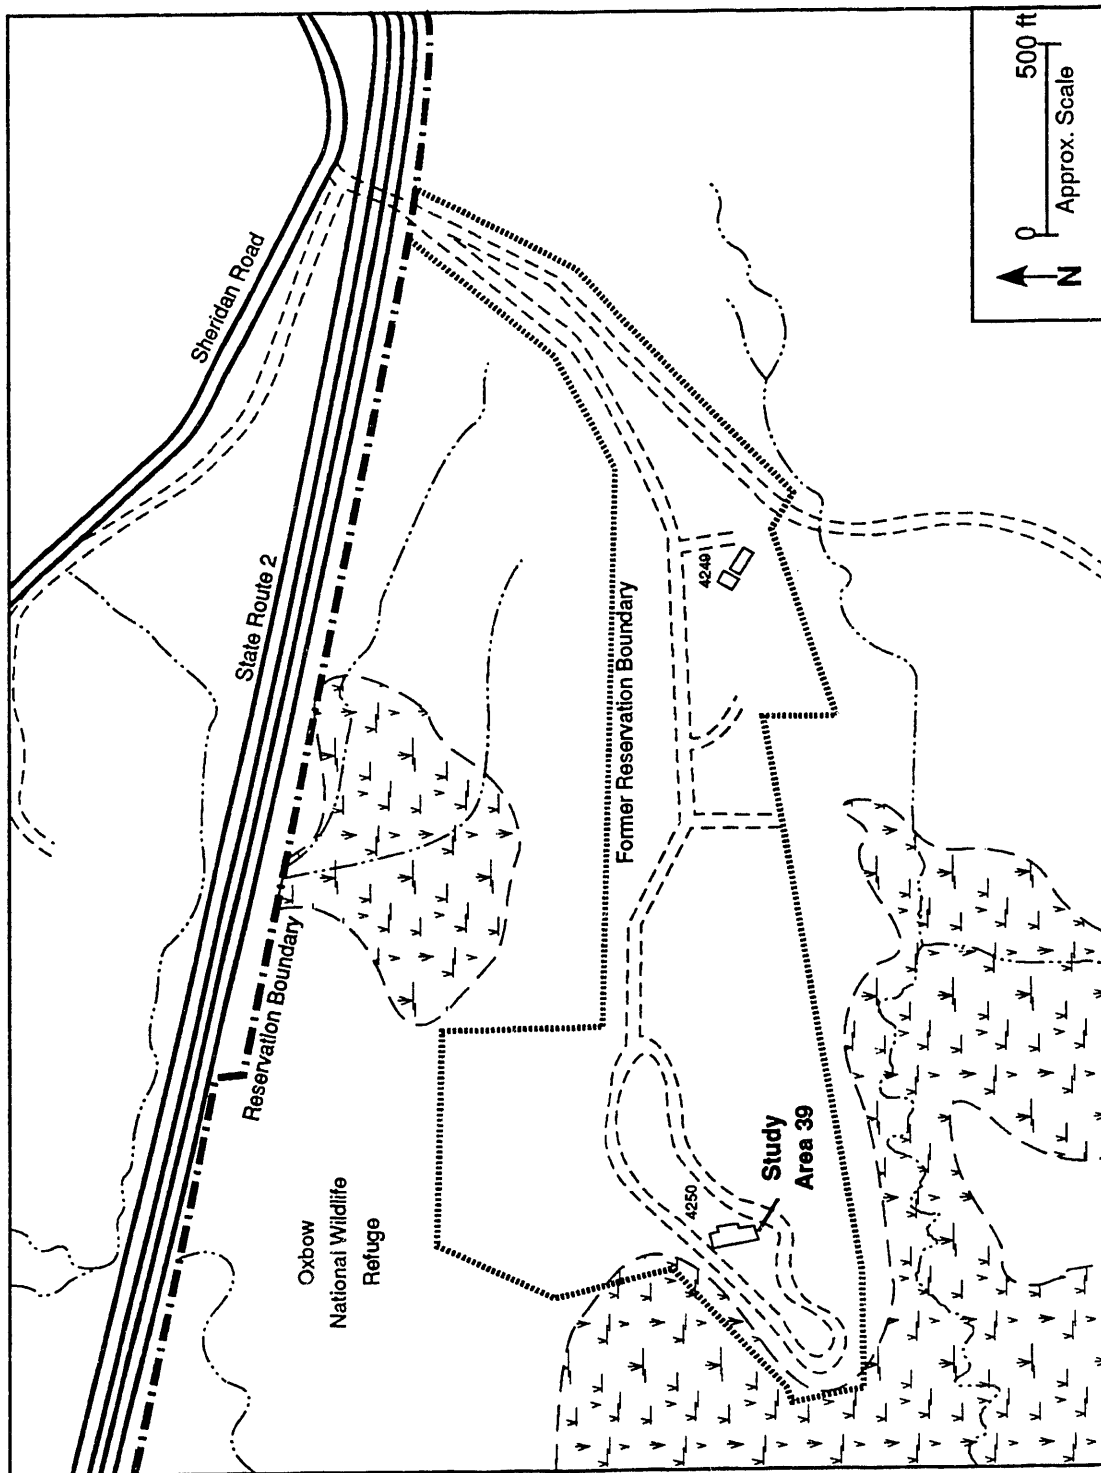 Sheridan Road
State Route 2
Reservation Boundary
Oxbow
National Wildlife
Refuge
Former Reservation Boundary
4249
4250
Study
Area 39
N
0 500 ft
Approx. Scale